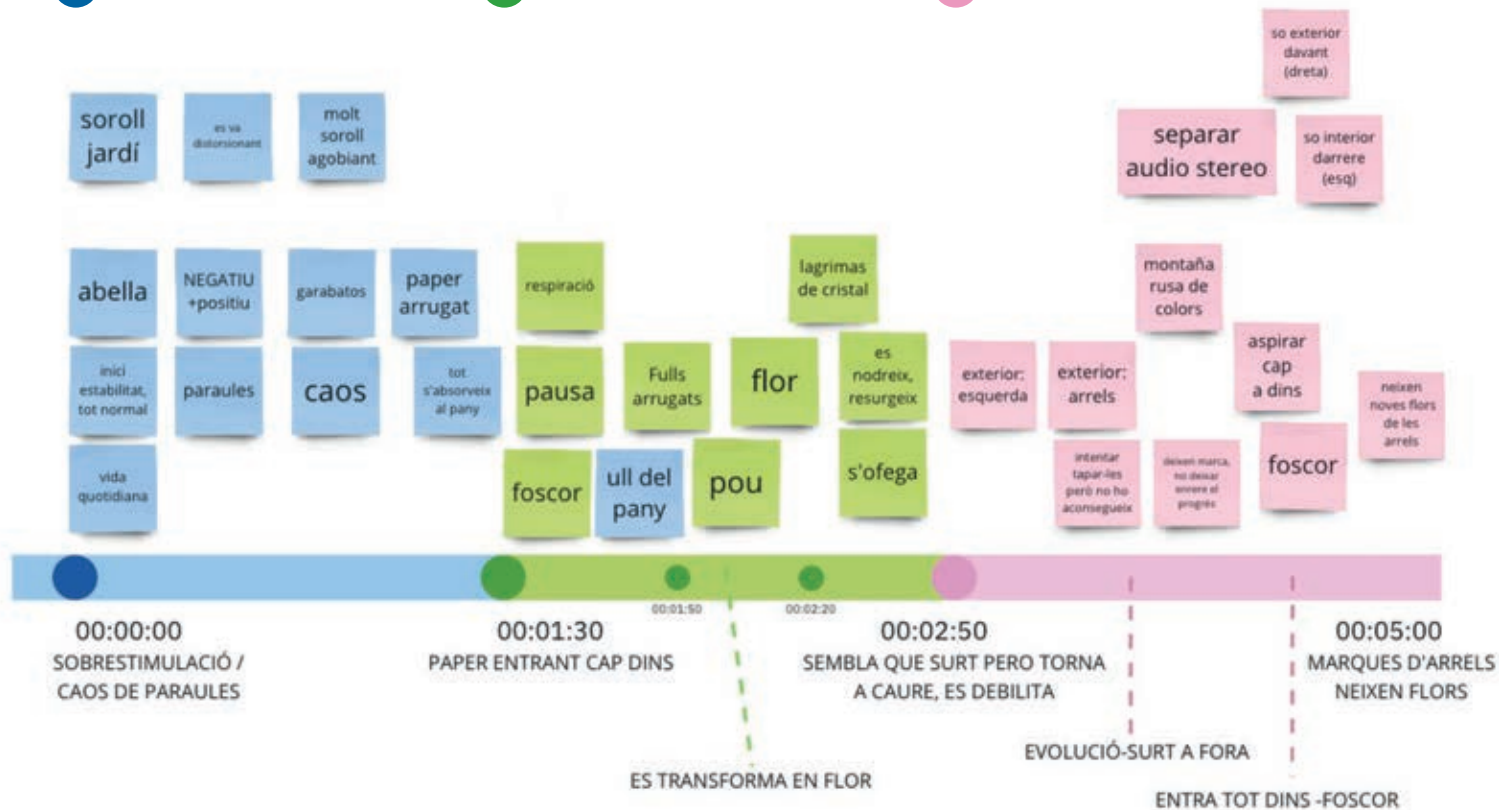 so exterior
davant
(dreta)
soroll
jardí
es va
distorsionant
molt
soroll
agobiant
separar
audio stereo
so interior
darrere
(esq)
abella
NEGATIU
+positiu
garabatos
paper
arrugat
respiració
lagrimas
de cristal
montaña
rusa de
colors
inici
estabilitat,
tot normal
paraules
caos
tot
s'absorveix
al pany
pausa
Fulls
arrugats
flor
es
nodreix,
resurgeix
exterior:
esquerda
exterior:
arrels
aspirar
cap
a dins
neixen
noves flors
de les
arrels
vida
quotidiana
foscor
ull del
pany
pou
s'ofega
intentar
tapar-les
però no ho
aconsegueix
deixen marca,
no deixar
enrere el
progrés
foscor
00:01:50
00:02:20
00:00:00
SOBRESTIMULACIÓ /
CAOS DE PARAULES
00:01:30
PAPER ENTRANT CAP DINS
00:02:50
SEMBLA QUE SURT PERO TORNA
A CAURE, ES DEBILITA
00:05:00
MARQUES D'ARRELS
NEIXEN FLORS
EVOLUCIÓ-SURT A FORA
ES TRANSFORMA EN FLOR
ENTRA TOT DINS -FOSCOR